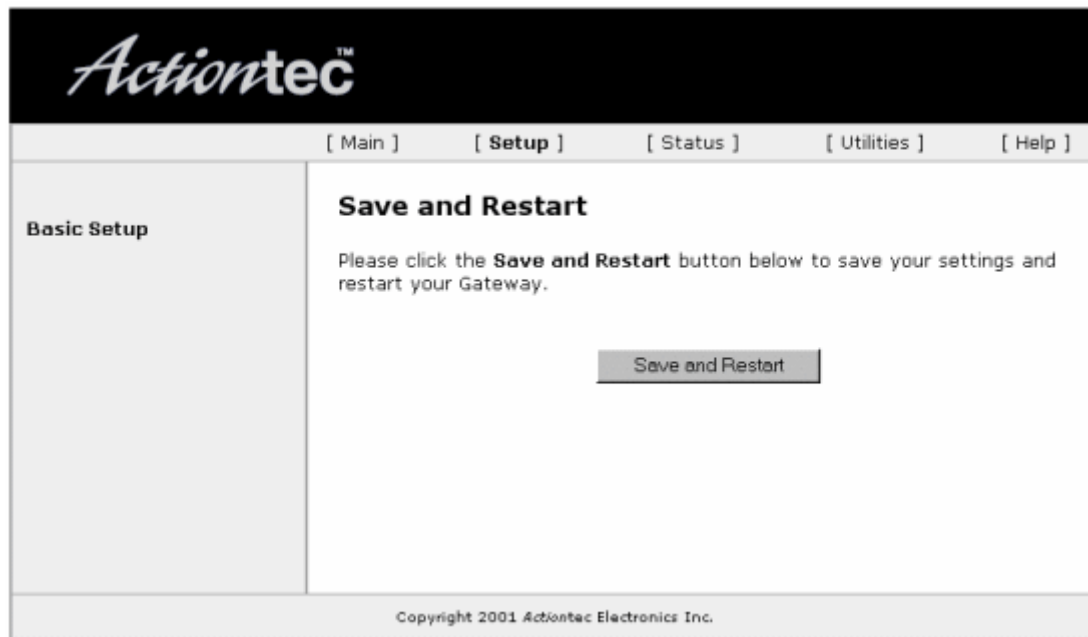 Actiontec™
[ Main ] [ Setup ] [ Status ] [ Utilities ] [ Help ]
Basic Setup
Save and Restart
Please click the Save and Restart button below to save your settings and
restart your Gateway.
Save and Restart
Copyright 2001 Actiontec Electronics Inc.